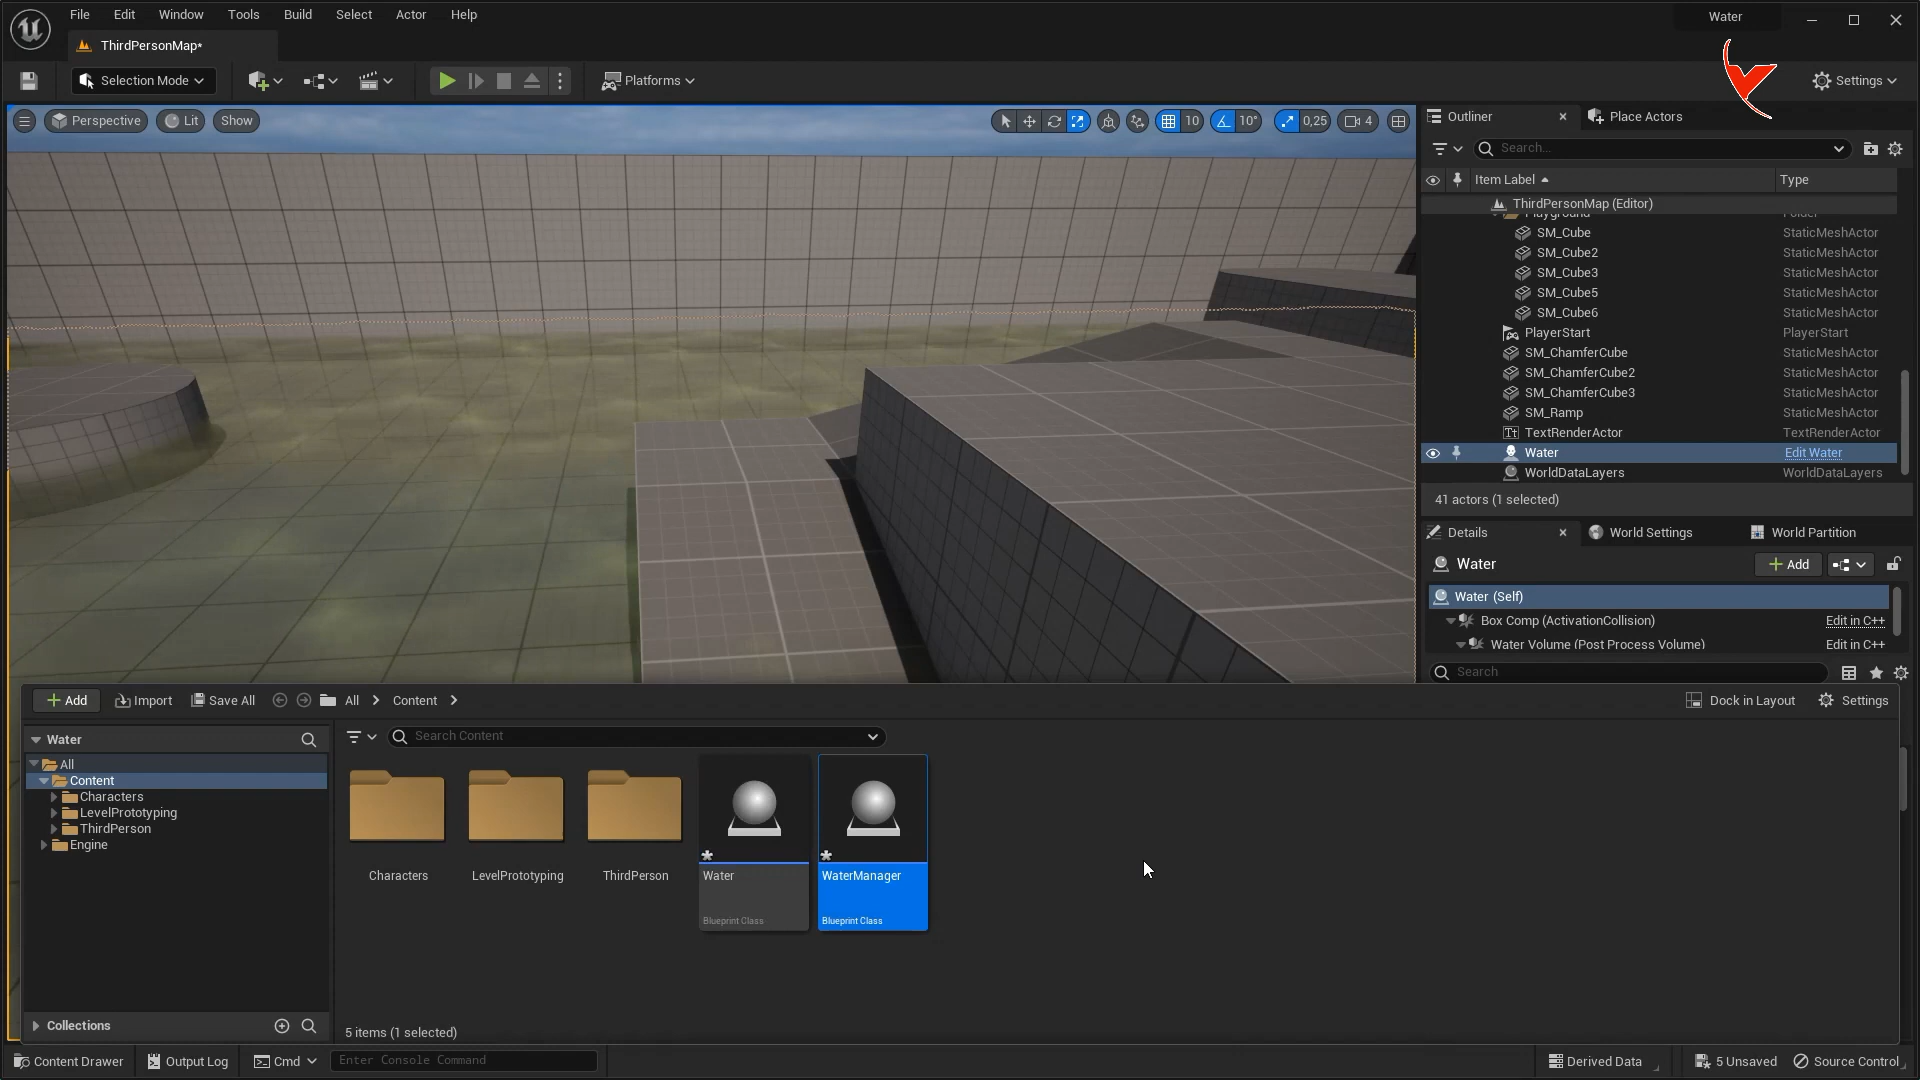 File Edit Window Tools Build Select Actor Help
Water
ThirdPersonMap*
Selection Mode
Platforms
Settings
Perspective Lit Show
10 10° 0,25 4
Outliner
Place Actors
Search...
Item Label Type
ThirdPersonMap (Editor)
Playground Folder
SM_Cube StaticMeshActor
SM_Cube2 StaticMeshActor
SM_Cube3 StaticMeshActor
SM_Cube5 StaticMeshActor
SM_Cube6 StaticMeshActor
PlayerStart PlayerStart
SM_ChamferCube StaticMeshActor
SM_ChamferCube2 StaticMeshActor
SM_ChamferCube3 StaticMeshActor
SM_Ramp StaticMeshActor
TextRenderActor TextRenderActor
Water Edit Water
WorldDataLayers WorldDataLayers
41 actors (1 selected)
Details World Settings World Partition
Water
Add
Water (Self)
Box Comp (ActivationCollision) Edit in C++
Water Volume (Post Process Volume) Edit in C++
Search
Add Import Save All All Content
Dock in Layout Settings
Water
Search Content
All
Content
Characters
LevelPrototyping
ThirdPerson
Engine
Characters
LevelPrototyping
ThirdPerson
Water
Blueprint Class
WaterManager
Blueprint Class
Collections
5 items (1 selected)
Content Drawer Output Log Cmd Enter Console Command
Derived Data 5 Unsaved Source Control